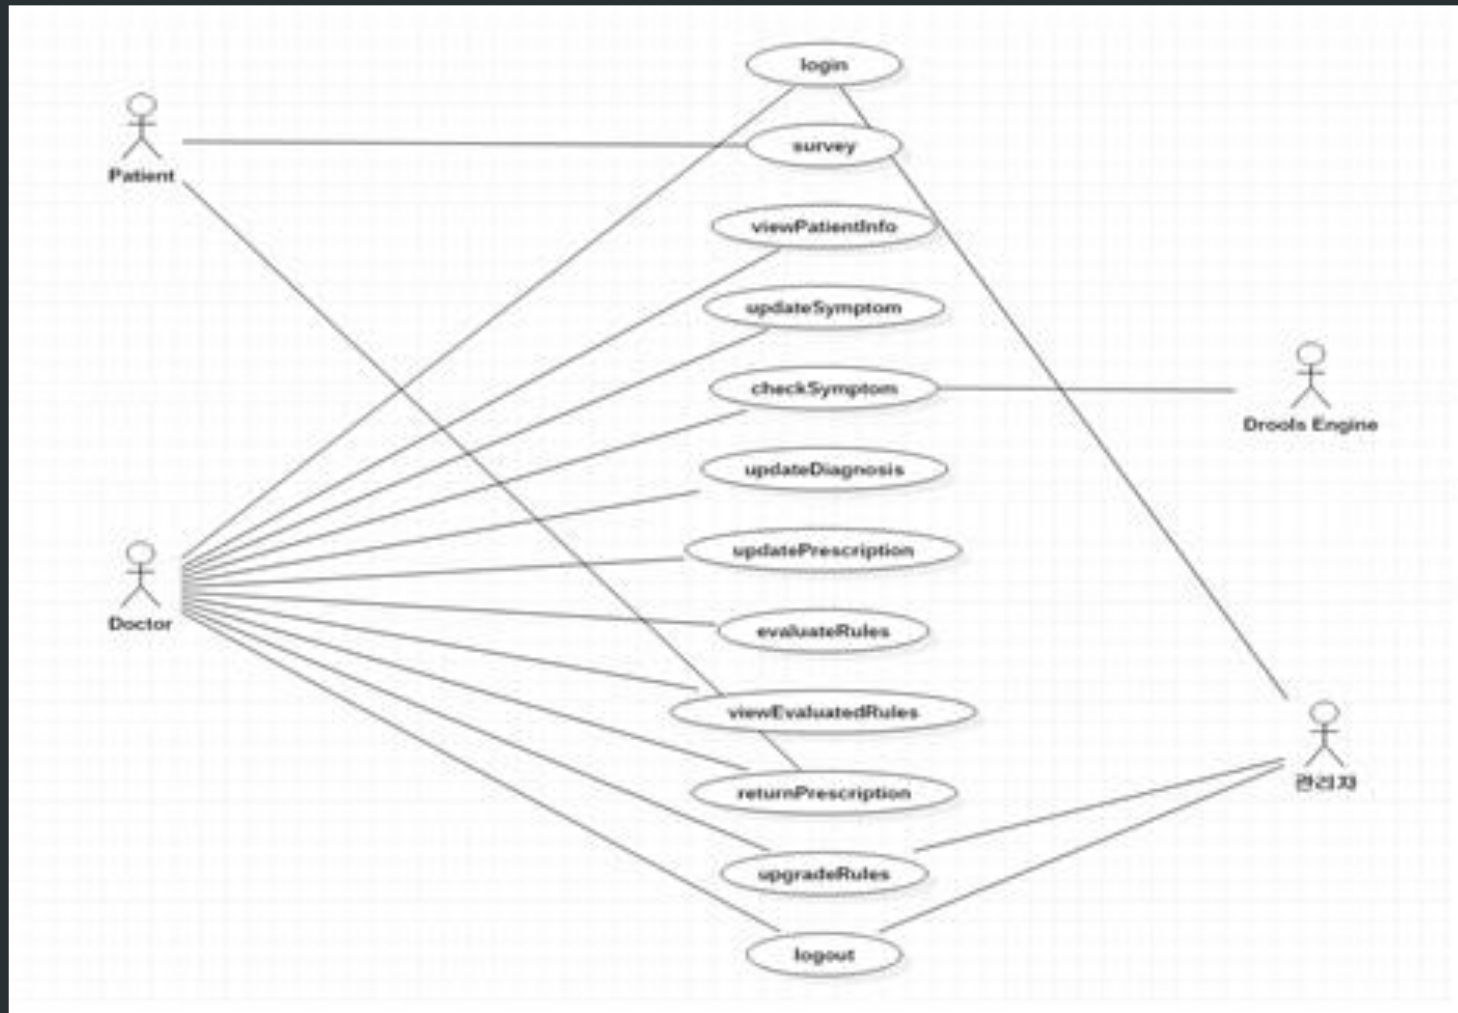 login
Patient
survey
viewPatientInfo
updateSymptom
checkSymptom
Drools Engine
updateDiagnosis
updatePrescription
Doctor
evaluateRules
viewEvaluatedRules
관리자
returnPrescription
upgradeRules
logout